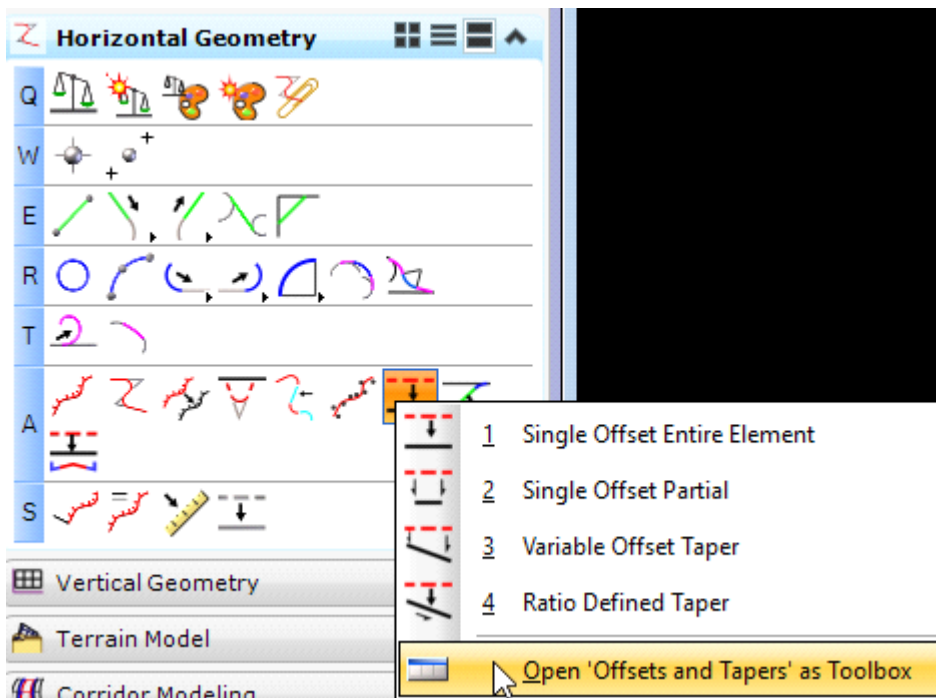 Horizontal Geometry
Q
W
E
R
T
A
S
1 Single Offset Entire Element
2 Single Offset Partial
3 Variable Offset Taper
4 Ratio Defined Taper
Open 'Offsets and Tapers' as Toolbox
Vertical Geometry
Terrain Model
Corridor Modeling